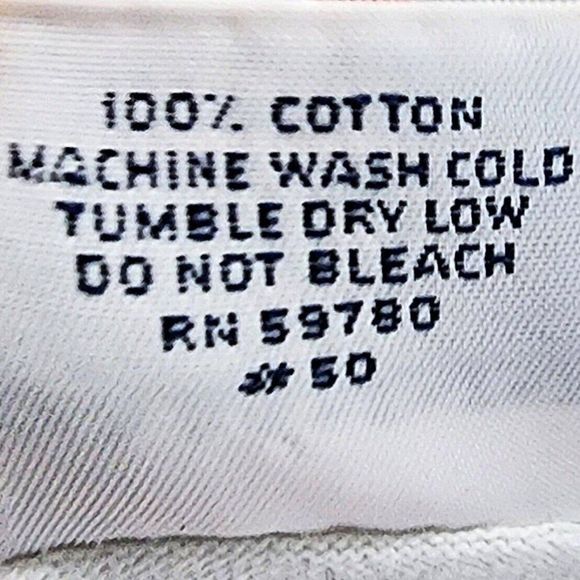 100% COTTON
MACHINE WASH COLD
TUMBLE DRY LOW
DO NOT BLEACH
RN 59780
# 50